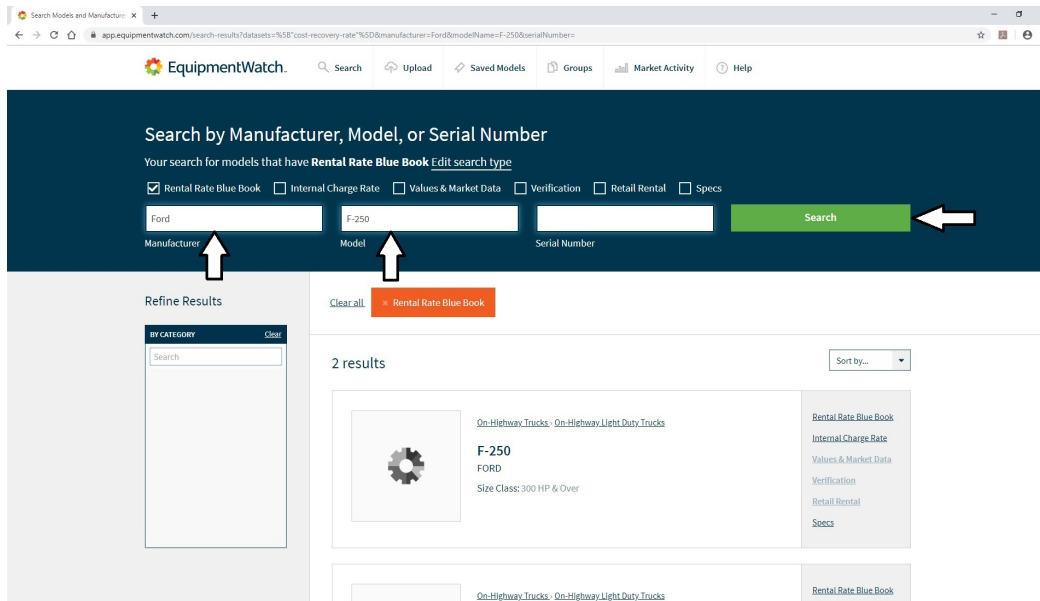 Search Models and Manufacture
app.equipmentwatch.com/search-results?datasets=%5B"cost-recovery-rate"%5D&manufacturer=Ford&modelName=F-250&serialNumber=
EquipmentWatch
Search Upload Saved Models Groups Market Activity ? Help
Search by Manufacturer, Model, or Serial Number
Your search for models that have Rental Rate Blue Book Edit search type
Rental Rate Blue Book Internal Charge Rate Values & Market Data Verification Retail Rental Specs
Ford F-250 Search
Manufacturer Model Serial Number
Refine Results
Clear all × Rental Rate Blue Book
BY CATEGORY Clear
Search
2 results
Sort by...
On-Highway Trucks › On-Highway Light Duty Trucks
F-250
FORD
Size Class: 300 HP & Over
Rental Rate Blue Book
Internal Charge Rate
Values & Market Data
Verification
Retail Rental
Specs
On-Highway Trucks › On-Highway Light Duty Trucks
Rental Rate Blue Book